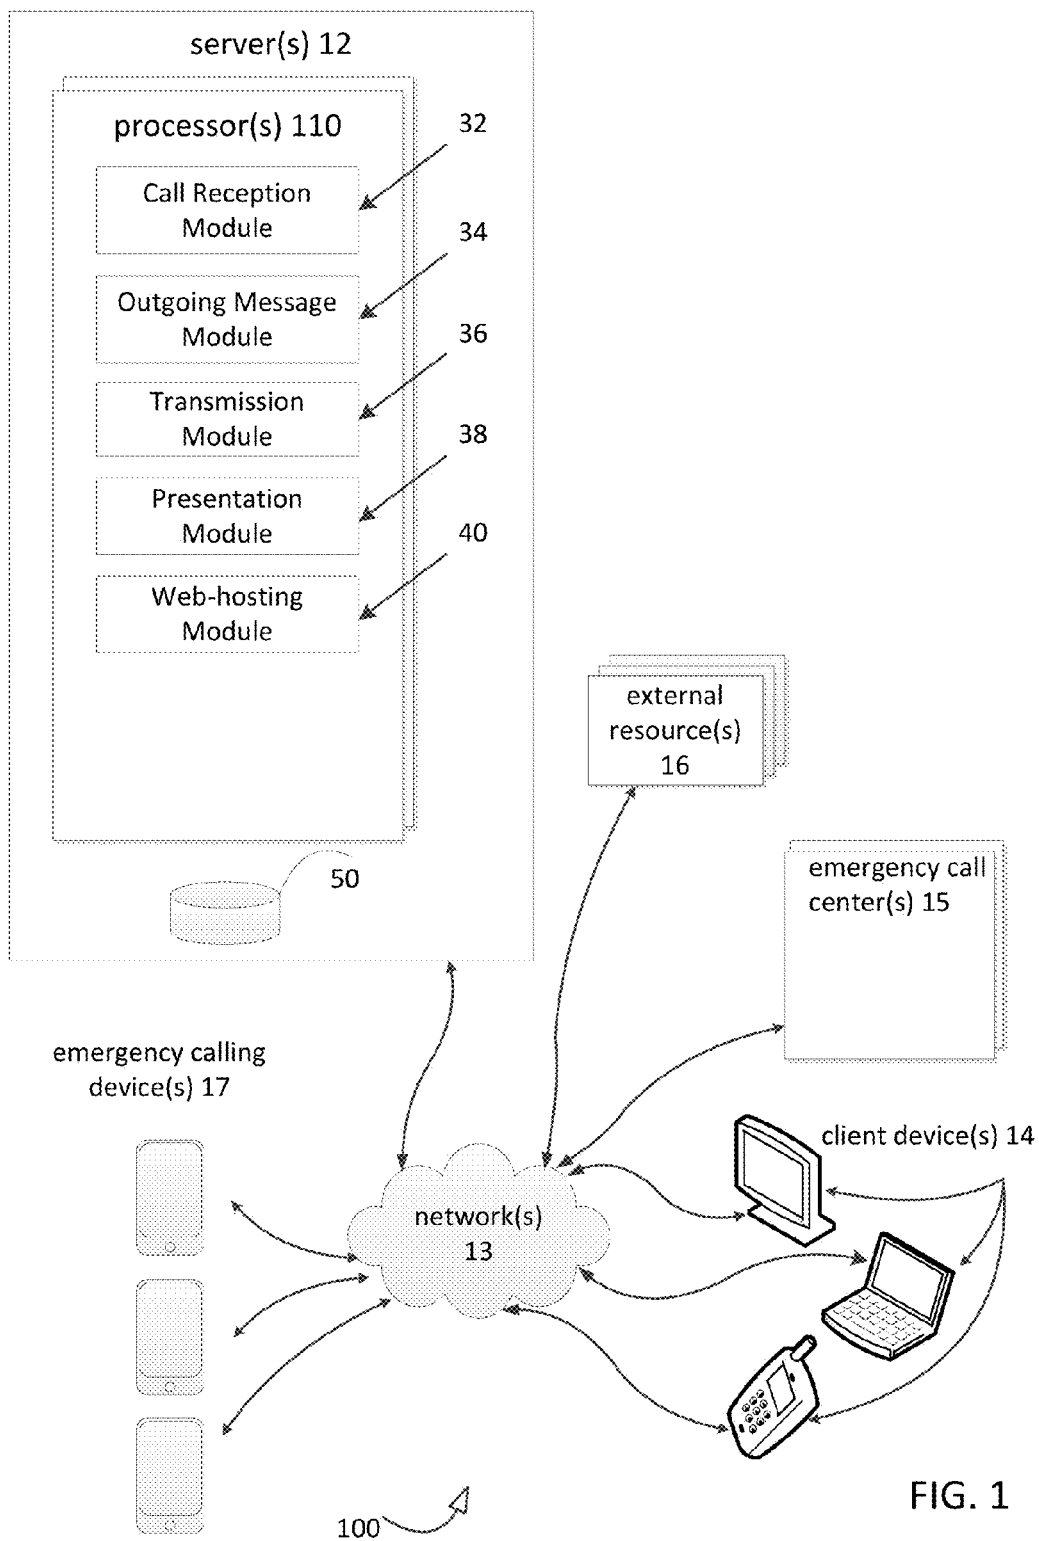 server(s) 12
processor(s) 110
32
Call Reception
Module
34
Outgoing Message
Module
36
Transmission
Module
38
Presentation
Module
40
Web-hosting
Module
external
resource(s)
16
50
emergency call
center(s) 15
emergency calling
device(s) 17
client device(s) 14
network(s)
13
FIG. 1
100